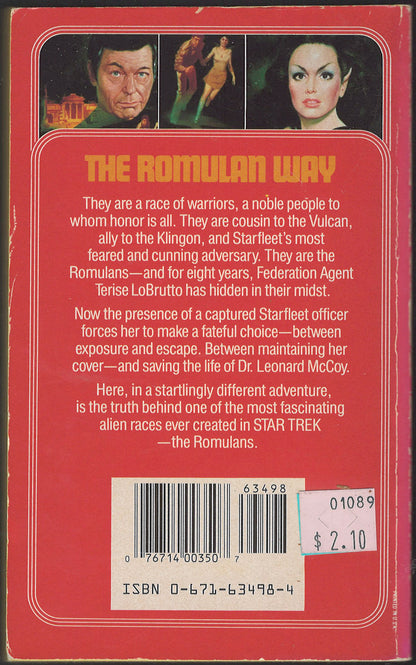 THE ROMULAN WAY
They are a race of warriors, a noble people to
whom honor is all. They are cousin to the Vulcan,
ally to the Klingon, and Starfleet's most
feared and cunning adversary. They are the
Romulans—and for eight years, Federation Agent
Terise LoBrutto has hidden in their midst.
Now the presence of a captured Starfleet officer
forces her to make a fateful choice—between
exposure and escape. Between maintaining her
cover—and saving the life of Dr. Leonard McCoy.
Here, in a startlingly different adventure,
is the truth behind one of the most fascinating
alien races ever created in STAR TREK
—the Romulans.
63498
01089
$ 2.10
0 76714 00350 7
ISBN 0-671-63498-4